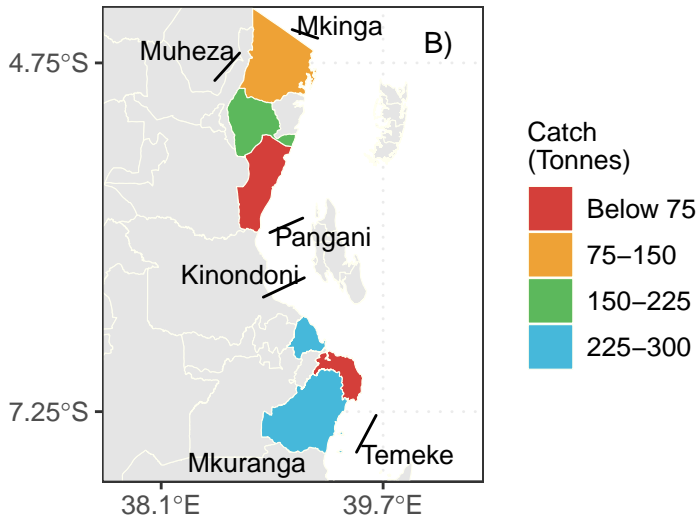 Mkinga
B)
Muheza
4.75°S
Pangani
Kinondoni
7.25°S
Temeke
Mkuranga
38.1°E
39.7°E
Catch
(Tonnes)
Below 75
75–150
150–225
225–300